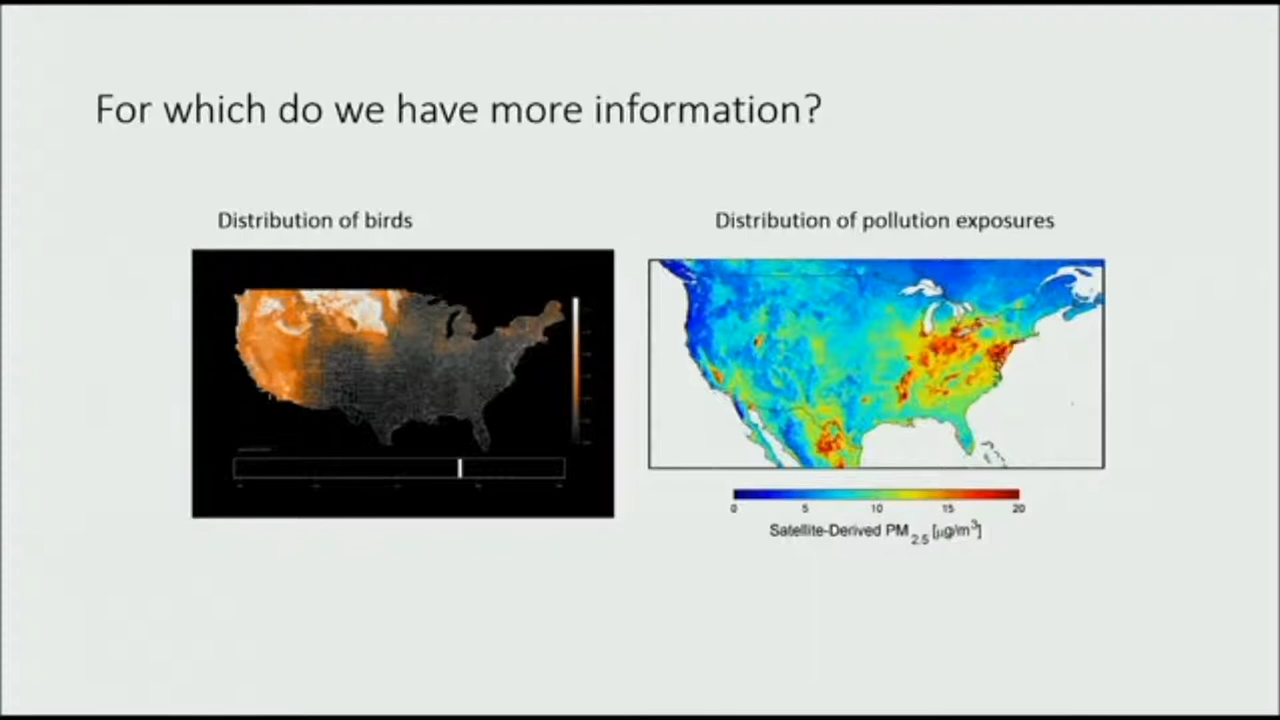 For which do we have more information?
Distribution of birds
Distribution of pollution exposures
0 5 10 15 20
Satellite-Derived PM2.5 [μg/m3]